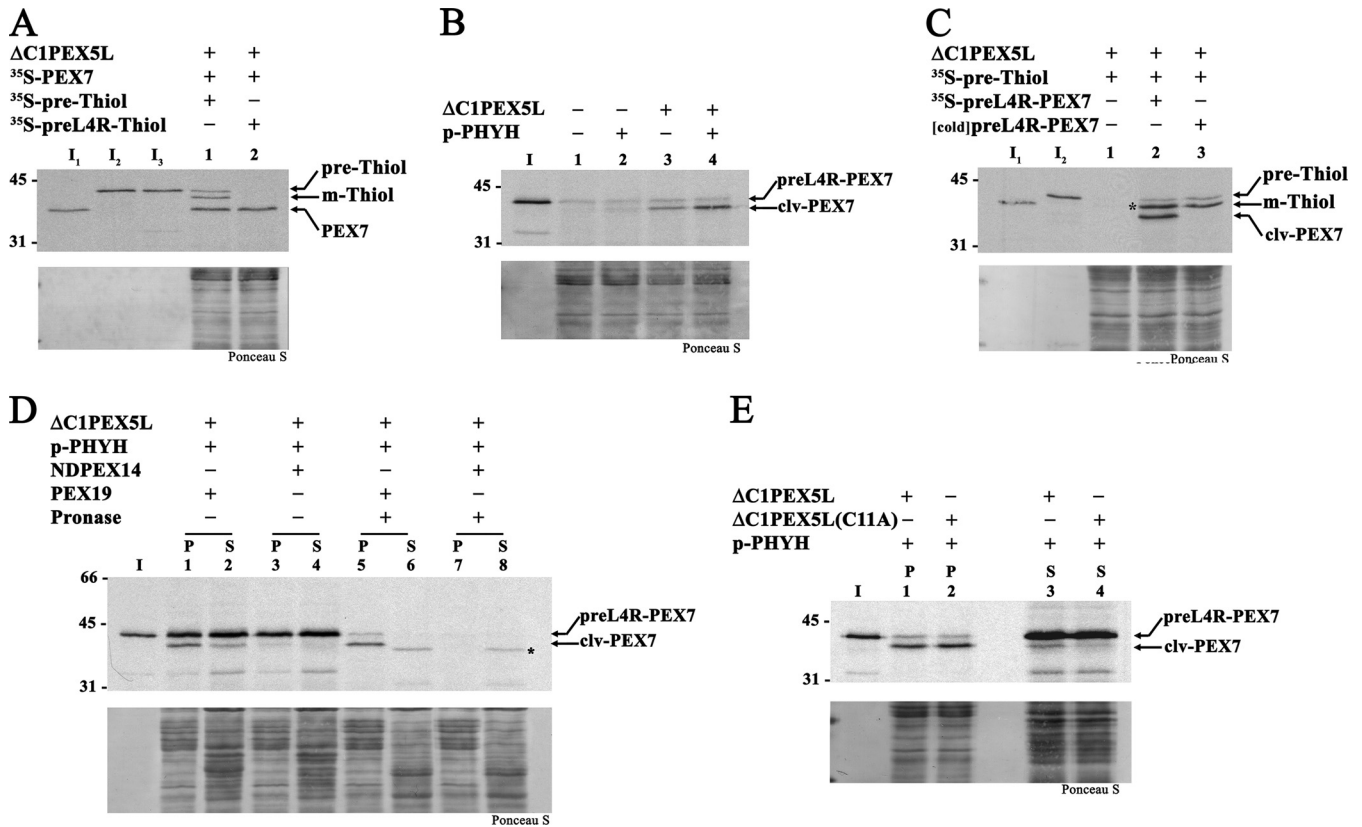 A
ΔC1PEX5L + +
³⁵S-PEX7 + +
³⁵S-pre-Thiol + –
³⁵S-preL4R-Thiol – +
I₁ I₂ I₃ 1 2
45 -
31 -
pre-Thiol
m-Thiol
PEX7
Ponceau S
B
ΔC1PEX5L – – + +
p-PHYH – + – +
I 1 2 3 4
45 -
31 -
preL4R-PEX7
clv-PEX7
Ponceau S
C
ΔC1PEX5L + + +
³⁵S-pre-Thiol + + +
³⁵S-preL4R-PEX7 – + –
[cold]preL4R-PEX7 – – +
I₁ I₂ 1 2 3
45 -
31 -
*
pre-Thiol
m-Thiol
clv-PEX7
Ponceau S
D
ΔC1PEX5L + + + +
p-PHYH + + + +
NDPEX14 – + – +
PEX19 + – + –
Pronase – – + +
P S P S P S P S
I 1 2 3 4 5 6 7 8
66 -
45 -
31 -
preL4R-PEX7
clv-PEX7
*
Ponceau S
E
ΔC1PEX5L + – + –
ΔC1PEX5L(C11A) – + – +
p-PHYH + + + +
P P S S
I 1 2 3 4
45 -
31 -
preL4R-PEX7
clv-PEX7
Ponceau S